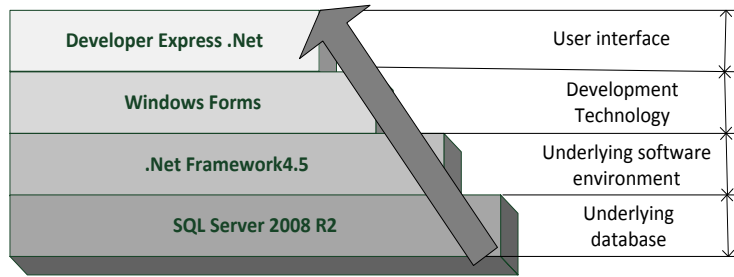 Developer Express .Net
User interface
Windows Forms
Development
Technology
.Net Framework4.5
Underlying software
environment
SQL Server 2008 R2
Underlying
database